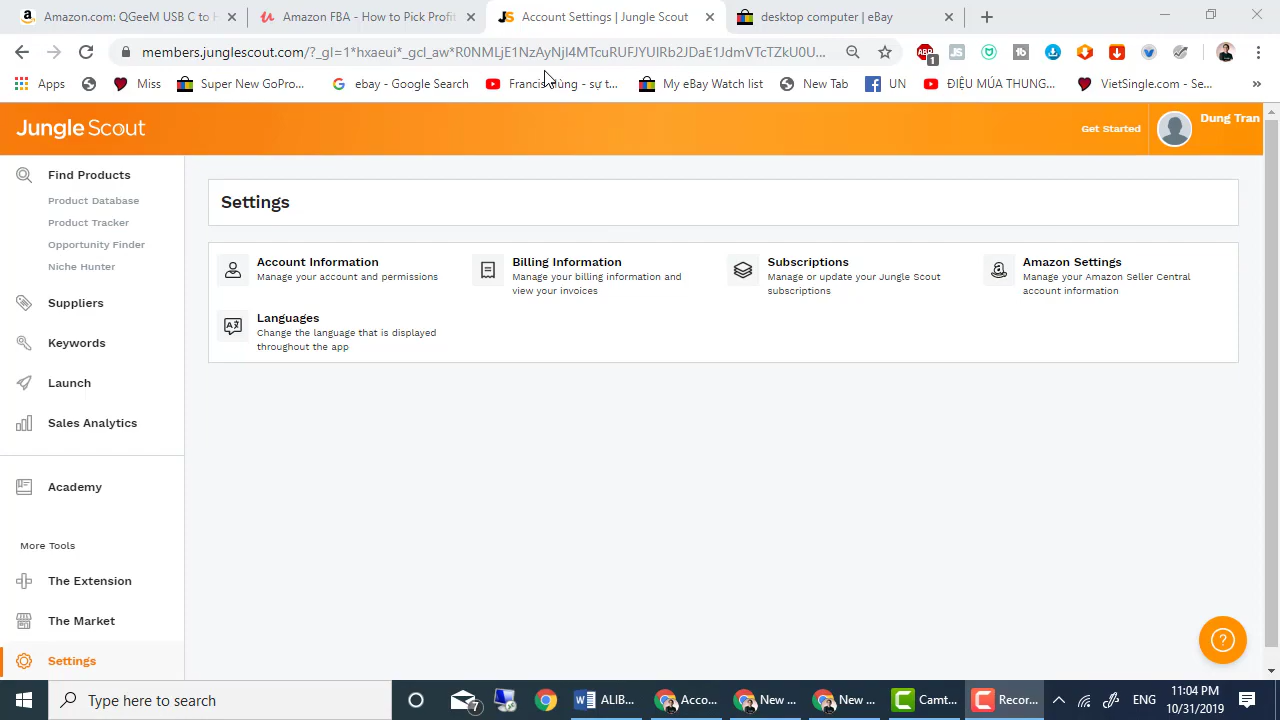 Amazon.com: QGeeM USB C to H
Amazon FBA - How to Pick Profit
Account Settings | Jungle Scout
desktop computer | eBay
members.junglescout.com/?_gl=1*hxaeui*_gcl_aw*
1
Apps
Miss
Super New GoPro...
ebay - Google Search
My eBay Watch list
New Tab
UN
ĐIỆU MÚA THUNG...
VietSingle.com - Se...
»
Jungle Scout
Get Started
Dung Tran
Find Products
Product Database
Product Tracker
Opportunity Finder
Niche Hunter
Suppliers
Keywords
Launch
Sales Analytics
Academy
More Tools
The Extension
The Market
Settings
Settings
Account Information
Manage your account and permissions
Billing Information
Manage your billing information and
view your invoices
Subscriptions
Manage or update your Jungle Scout
subscriptions
Amazon Settings
Manage your Amazon Seller Central
account information
Languages
Change the language that is displayed
throughout the app
?
Type here to search
7
ALIB...
Acco...
New ...
New ...
Camt...
Recor...
ENG
11:04 PM
10/31/2019